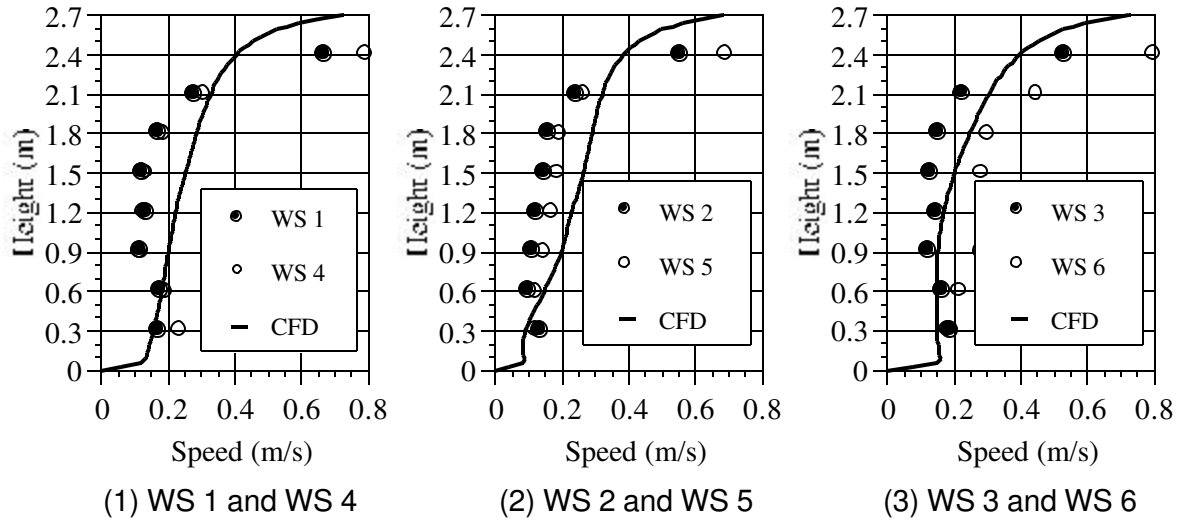 2.7
2.4
2.1
1.8
1.5
1.2
0.9
0.6
0.3
0
Height (m)
WS 1
WS 4
CFD
0 0.2 0.4 0.6 0.8
Speed (m/s)
(1) WS 1 and WS 4
2.7
2.4
2.1
1.8
1.5
1.2
0.9
0.6
0.3
0
Height (m)
WS 2
WS 5
CFD
0 0.2 0.4 0.6 0.8
Speed (m/s)
(2) WS 2 and WS 5
2.7
2.4
2.1
1.8
1.5
1.2
0.9
0.6
0.3
0
Height (m)
WS 3
WS 6
CFD
0 0.2 0.4 0.6 0.8
Speed (m/s)
(3) WS 3 and WS 6